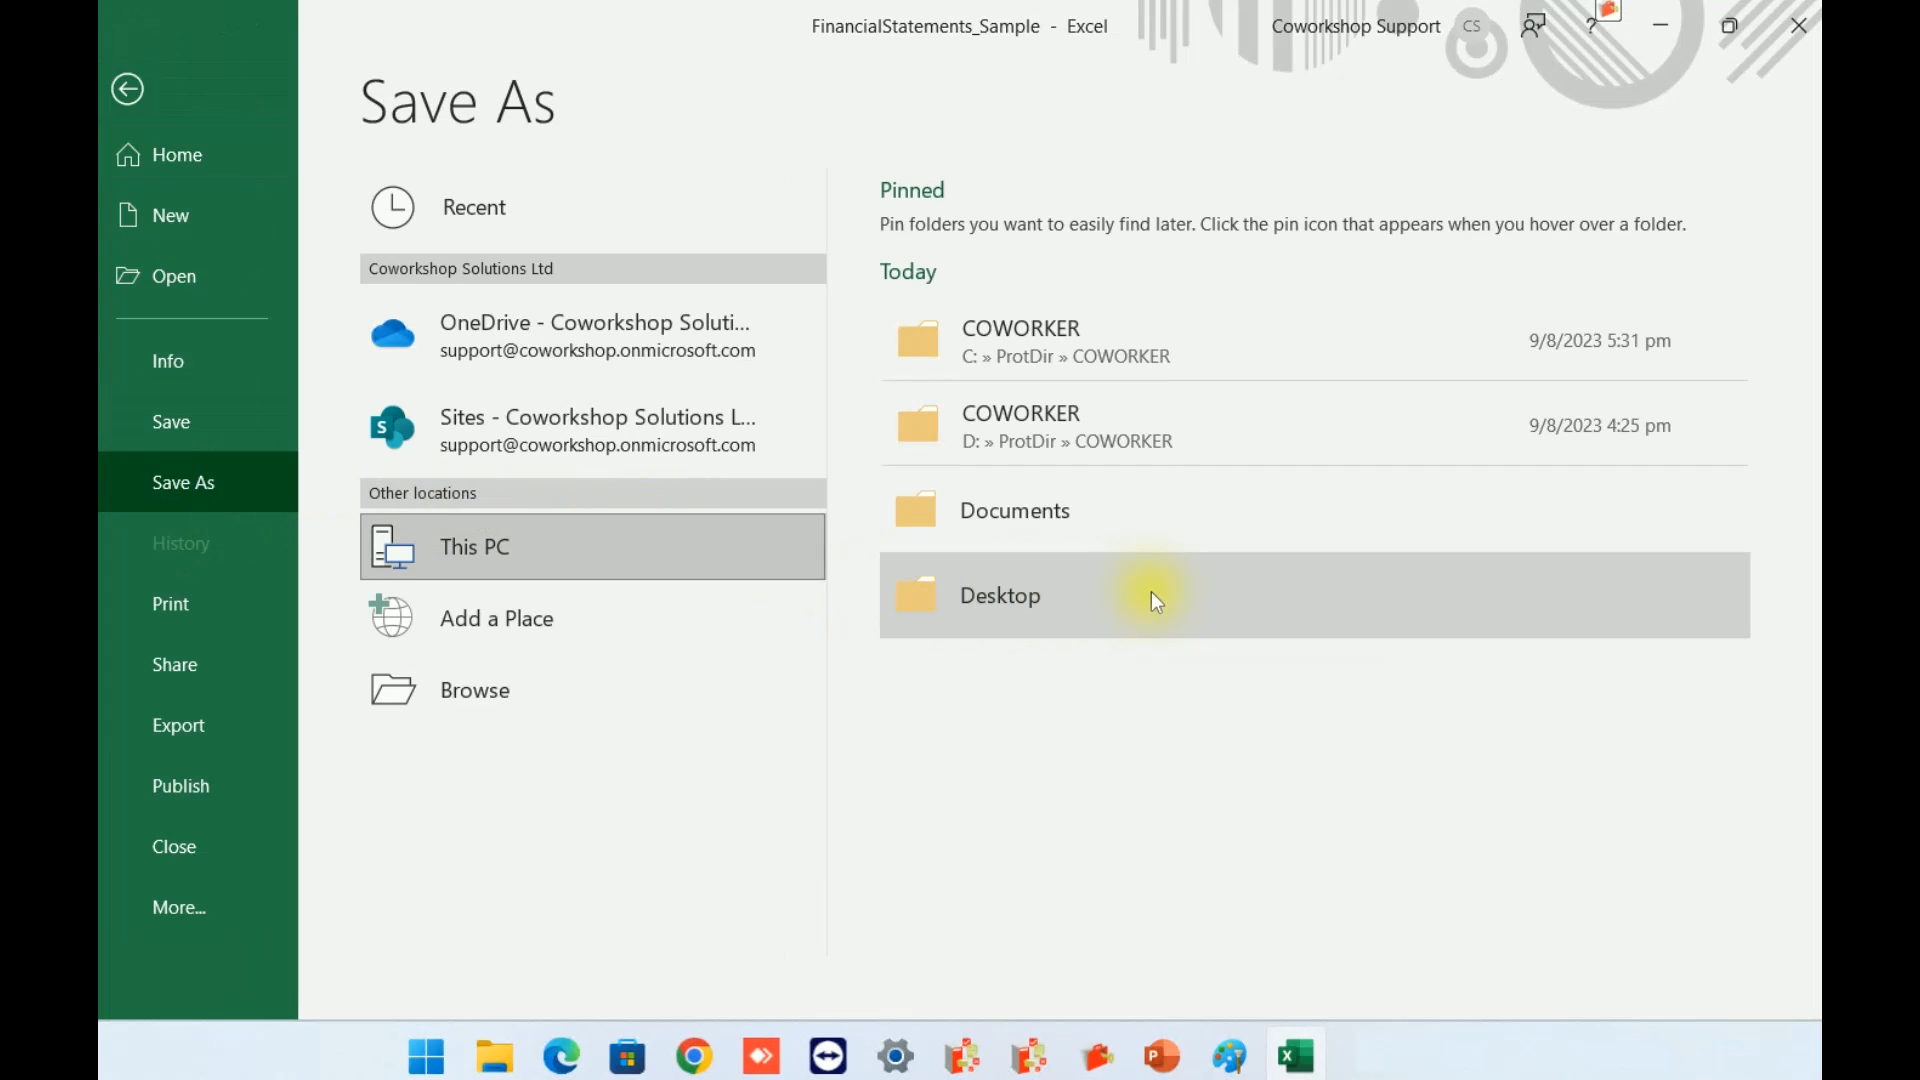 FinancialStatements_Sample - Excel
Coworkshop Support CS ?
Save As
Home
New
Open
Info
Save
Save As
History
Print
Share
Export
Publish
Close
More...
Recent
Coworkshop Solutions Ltd
OneDrive - Coworkshop Soluti...
support@coworkshop.onmicrosoft.com
S
Sites - Coworkshop Solutions L...
support@coworkshop.onmicrosoft.com
Other locations
This PC
Add a Place
Browse
Pinned
Pin folders you want to easily find later. Click the pin icon that appears when you hover over a folder.
Today
COWORKER
C: » ProtDir » COWORKER
9/8/2023 5:31 pm
COWORKER
D: » ProtDir » COWORKER
9/8/2023 4:25 pm
Documents
Desktop
P
X